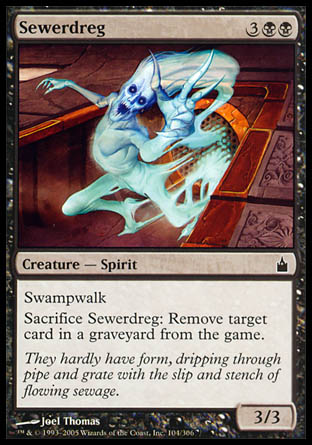 Sewerdreg 3
Creature — Spirit
Swampwalk
Sacrifice Sewerdreg: Remove target
card in a graveyard from the game.
They hardly have form, dripping through
pipe and grate with the slip and stench of
flowing sewage.
Joel Thomas
™ & © 1993–2005 Wizards of the Coast, Inc. 104/306
3/3